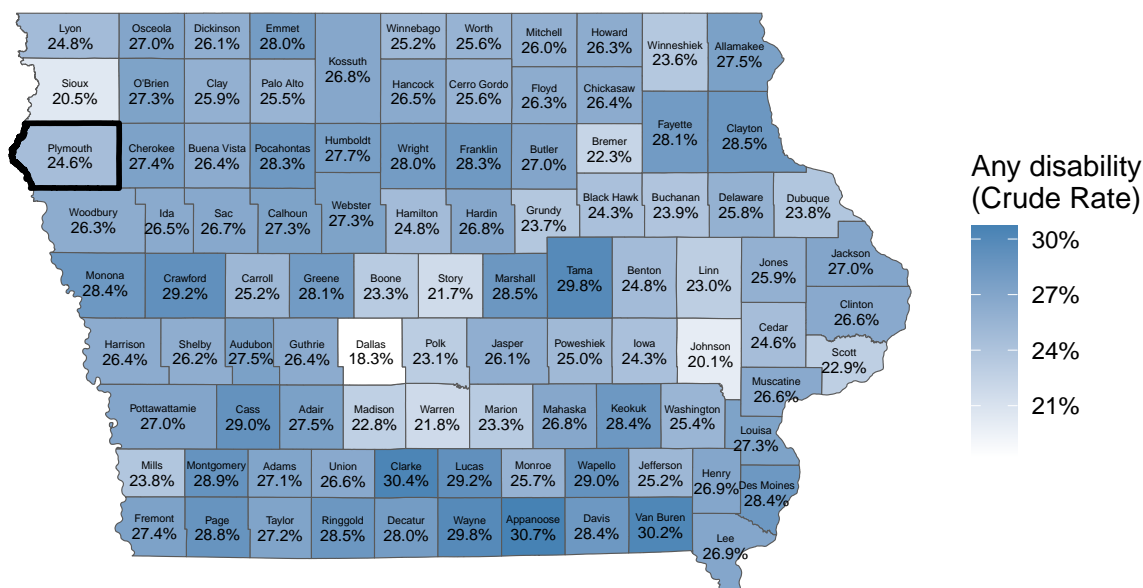 Lyon
24.8%
Osceola
27.0%
Dickinson
26.1%
Emmet
28.0%
Kossuth
26.8%
Winnebago
25.2%
Worth
25.6%
Mitchell
26.0%
Howard
26.3%
Winneshiek
23.6%
Allamakee
27.5%
Sioux
20.5%
O'Brien
27.3%
Clay
25.9%
Palo Alto
25.5%
Hancock
26.5%
Cerro Gordo
25.6%
Floyd
26.3%
Chickasaw
26.4%
Plymouth
24.6%
Cherokee
27.4%
Buena Vista
26.4%
Pocahontas
28.3%
Humboldt
27.7%
Wright
28.0%
Franklin
28.3%
Butler
27.0%
Bremer
22.3%
Fayette
28.1%
Clayton
28.5%
Woodbury
26.3%
Ida
26.5%
Sac
26.7%
Calhoun
27.3%
Webster
27.3%
Hamilton
24.8%
Hardin
26.8%
Grundy
23.7%
Black Hawk
24.3%
Buchanan
23.9%
Delaware
25.8%
Dubuque
23.8%
Monona
28.4%
Crawford
29.2%
Carroll
25.2%
Greene
28.1%
Boone
23.3%
Story
21.7%
Marshall
28.5%
Tama
29.8%
Benton
24.8%
Linn
23.0%
Jones
25.9%
Jackson
27.0%
Clinton
26.6%
Harrison
26.4%
Shelby
26.2%
Audubon
27.5%
Guthrie
26.4%
Dallas
18.3%
Polk
23.1%
Jasper
26.1%
Poweshiek
25.0%
Iowa
24.3%
Johnson
20.1%
Cedar
24.6%
Scott
22.9%
Muscatine
26.6%
Pottawattamie
27.0%
Cass
29.0%
Adair
27.5%
Madison
22.8%
Warren
21.8%
Marion
23.3%
Mahaska
26.8%
Keokuk
28.4%
Washington
25.4%
Louisa
27.3%
Mills
23.8%
Montgomery
28.9%
Adams
27.1%
Union
26.6%
Clarke
30.4%
Lucas
29.2%
Monroe
25.7%
Wapello
29.0%
Jefferson
25.2%
Henry
26.9%
Des Moines
28.4%
Fremont
27.4%
Page
28.8%
Taylor
27.2%
Ringgold
28.5%
Decatur
28.0%
Wayne
29.8%
Appanoose
30.7%
Davis
28.4%
Van Buren
30.2%
Lee
26.9%
Any disability
(Crude Rate)
30%
27%
24%
21%